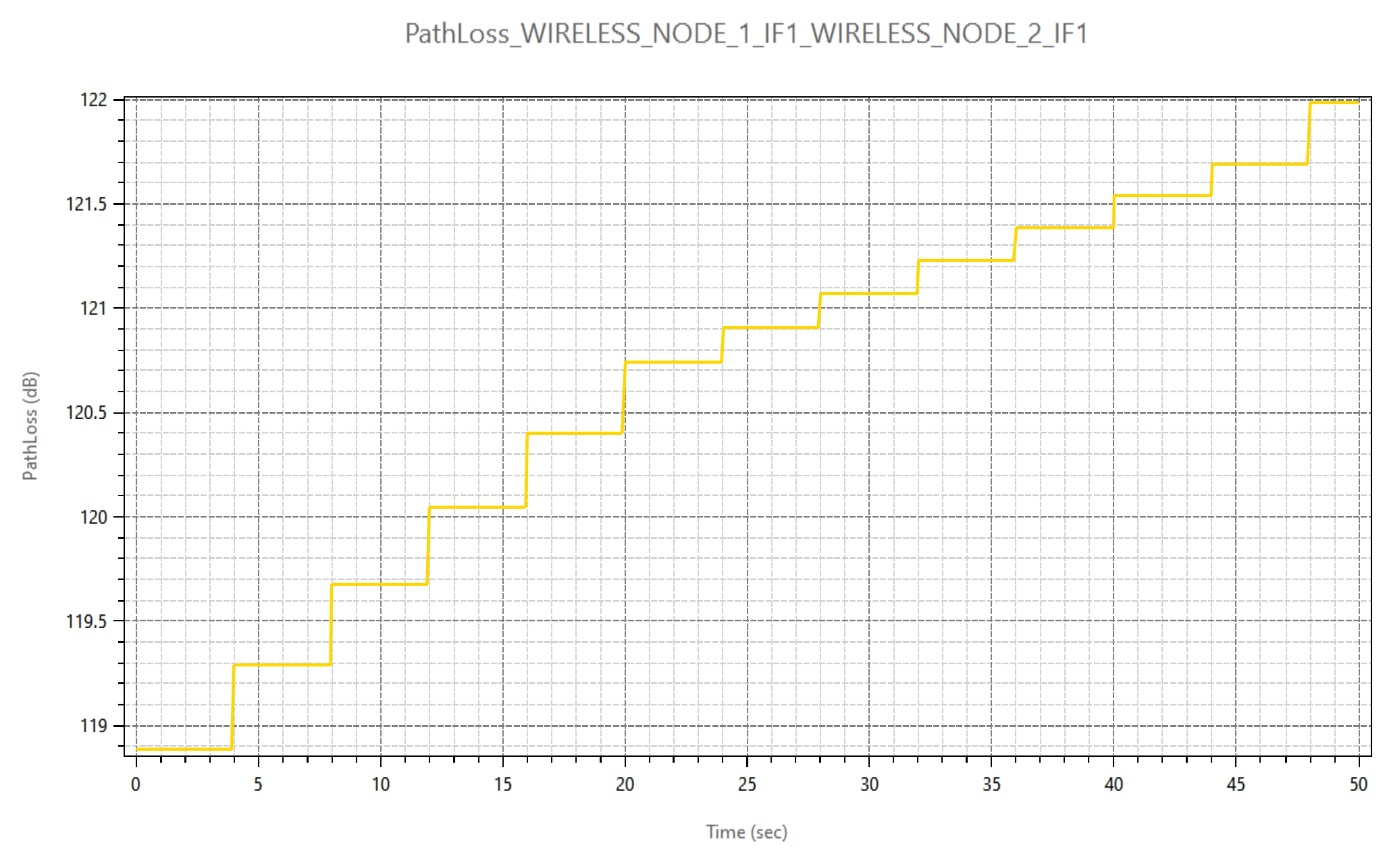 PathLoss_WIRELESS_NODE_1_IF1_WIRELESS_NODE_2_IF1
122
121.5
121
120.5
120
119.5
119
PathLoss (dB)
0 5 10 15 20 25 30 35 40 45 50
Time (sec)